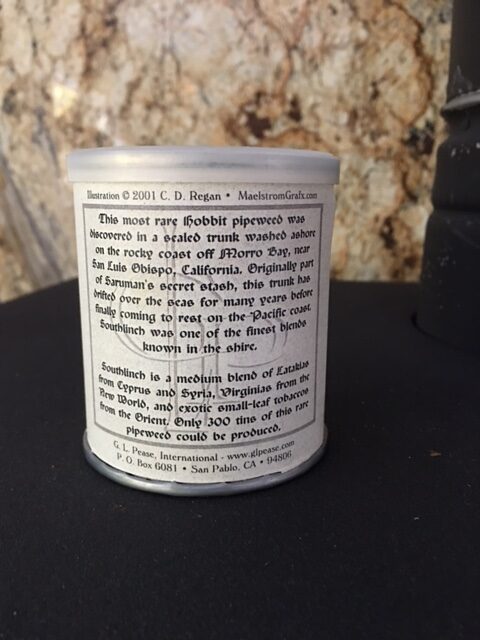 Illustration © 2001 C. D. Regan • MaelstromGrafx.com
This most rare Hobbit pipeweed was
discovered in a sealed trunk washed ashore
on the rocky coast off Morro Bay, near
San Luis Obispo, California. Originally part
of Saruman's secret stash, this trunk has
drifted over the seas for many years before
finally coming to rest on the Pacific coast.
Southlinch was one of the finest blends
known in the shire.
Southlinch is a medium blend of Latakias
from Cyprus and Syria, Virginias from the
New World, and exotic small-leaf tobaccos
from the Orient. Only 300 tins of this rare
pipeweed could be produced.
G. L. Pease, International - www.glpease.com
P. O. Box 6081 • San Pablo, CA • 94806